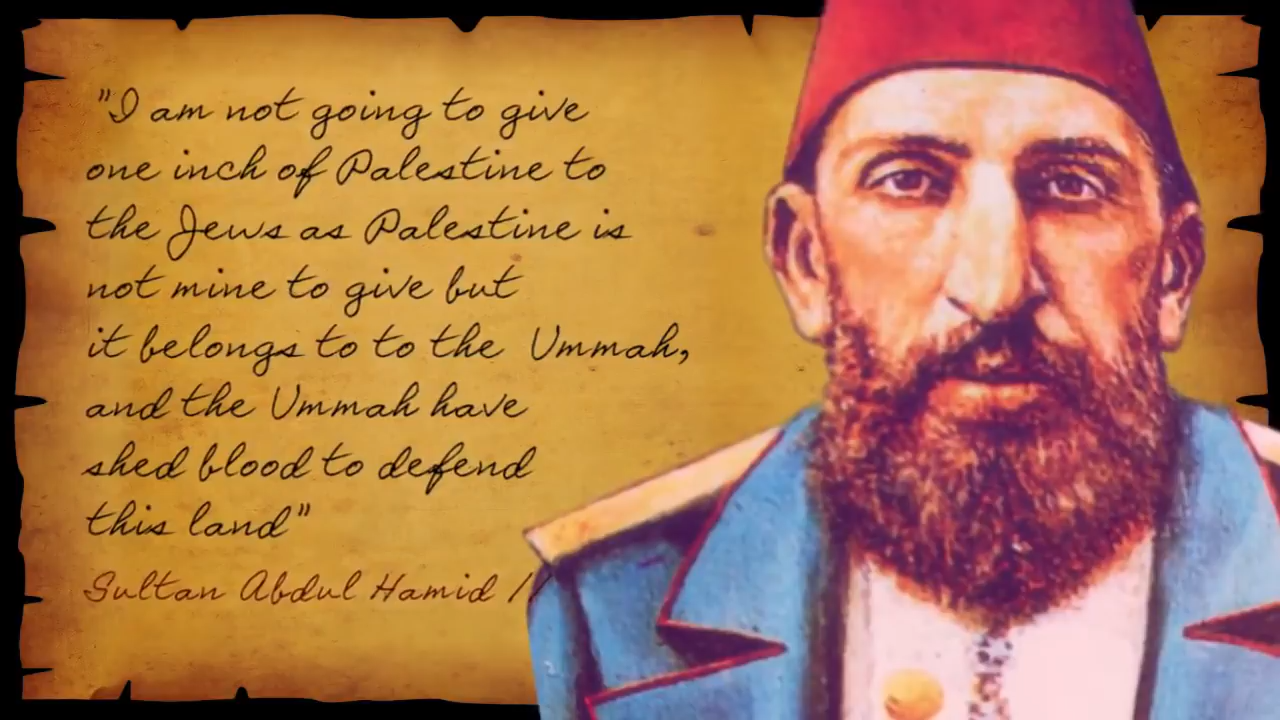 "I am not going to give
one inch of Palestine to
the Jews as Palestine is
not mine to give but
it belongs to to the Ummah,
and the Ummah have
shed blood to defend
this land"
Sultan Abdul Hamid II